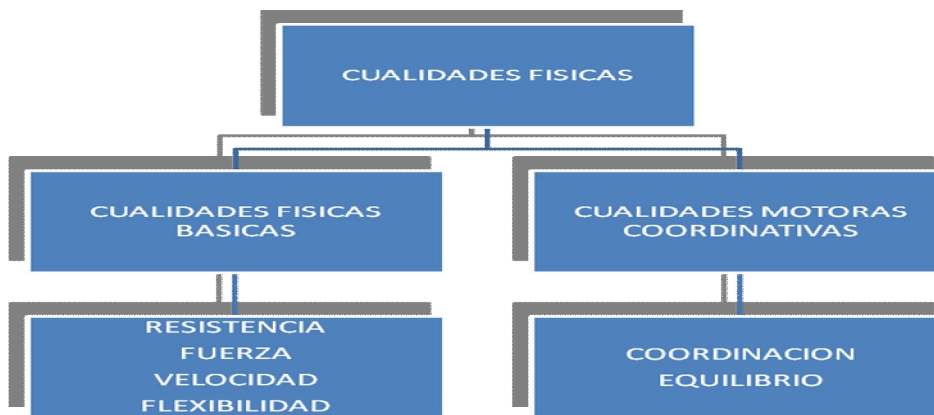 CUALIDADES FISICAS
CUALIDADES FISICAS
BASICAS
CUALIDADES MOTORAS
COORDINATIVAS
RESISTENCIA
FUERZA
VELOCIDAD
FLEXIBILIDAD
COORDINACION
EQUILIBRIO